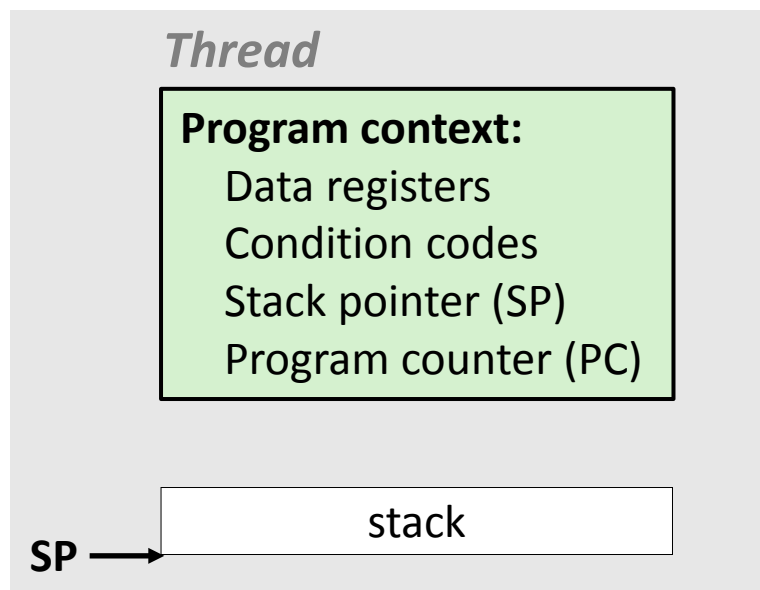 Thread
Program context:
Data registers
Condition codes
Stack pointer (SP)
Program counter (PC)
stack
SP